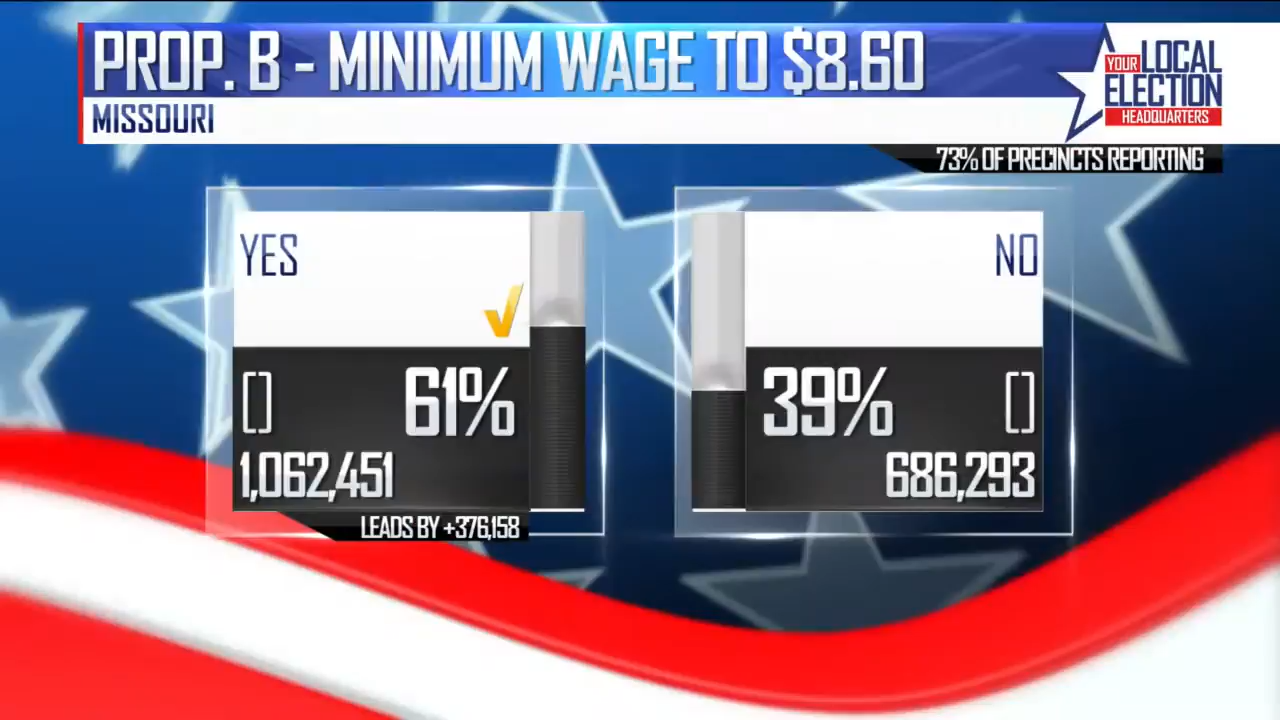 PROP. B - MINIMUM WAGE TO $8.60
MISSOURI
YOUR LOCAL
ELECTION
HEADQUARTERS
73% OF PRECINCTS REPORTING
YES
✓
[] 61%
1,062,451
LEADS BY +376,158
NO
39% []
686,293